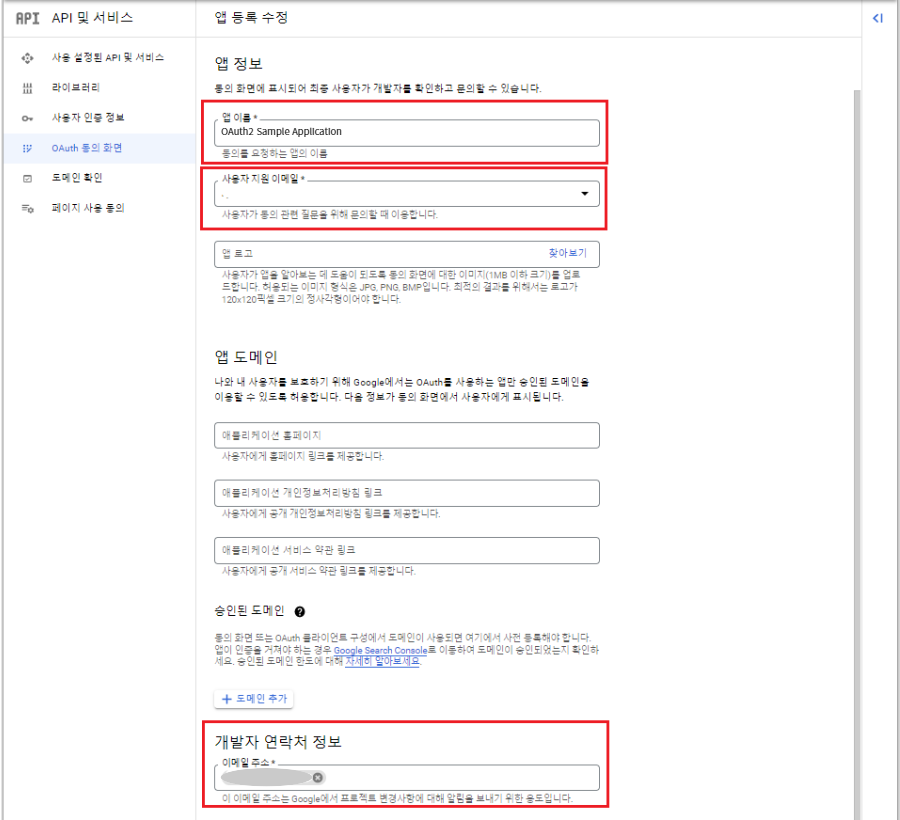 API API 및 서비스
앱 등록 수정
사용 설정된 API 및 서비스
라이브러리
사용자 인증 정보
OAuth 동의 화면
도메인 확인
페이지 사용 동의
앱 정보
동의 화면에 표시되어 최종 사용자가 개발자를 확인하고 문의할 수 있습니다.
앱 이름 *
OAuth2 Sample Application
동의를 요청하는 앱의 이름
사용자 지원 이메일 *
사용자가 동의 관련 질문을 위해 문의할 때 이용합니다.
앱 로고
찾아보기
사용자가 앱을 알아보는 데 도움이 되도록 동의 화면에 대한 이미지(1MB 이하 크기)를 업로
드합니다. 허용되는 이미지 형식은 JPG, PNG, BMP입니다. 최적의 결과를 위해서는 로고가
120x120픽셀 크기의 정사각형이어야 합니다.
앱 도메인
나와 내 사용자를 보호하기 위해 Google에서는 OAuth를 사용하는 앱만 승인된 도메인을
이용할 수 있도록 허용합니다. 다음 정보가 동의 화면에서 사용자에게 표시됩니다.
애플리케이션 홈페이지
사용자에게 홈페이지 링크를 제공합니다.
애플리케이션 개인정보처리방침 링크
사용자에게 공개 개인정보처리방침 링크를 제공합니다.
애플리케이션 서비스 약관 링크
사용자에게 공개 서비스 약관 링크를 제공합니다.
승인된 도메인
동의 화면 또는 OAuth 클라이언트 구성에서 도메인이 사용되면 여기에서 사전 등록해야 합니다.
앱이 인증을 거쳐야 하는 경우 Google Search Console로 이동하여 도메인이 승인되었는지 확인하
세요. 승인된 도메인 한도에 대해 자세히 알아보세요.
+ 도메인 추가
개발자 연락처 정보
이메일 주소 *
이 이메일 주소는 Google에서 프로젝트 변경사항에 대해 알림을 보내기 위한 용도입니다.